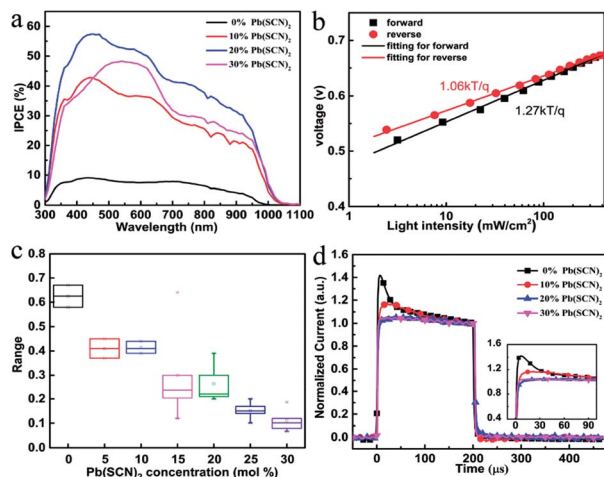 a
IPCE (%)
60
50
40
30
20
10
0
300 400 500 600 700 800 900 1000 1100
Wavelength (nm)
0% Pb(SCN)₂
10% Pb(SCN)₂
20% Pb(SCN)₂
30% Pb(SCN)₂
b
voltage (v)
0.7
0.6
0.5
0.4
1 10 100
Light intensity (mW/cm²)
forward
reverse
fitting for forward
fitting for reverse
1.06kT/q
1.27kT/q
c
Range
0.8
0.7
0.6
0.5
0.4
0.3
0.2
0.1
0.0
0 5 10 15 20 25 30
Pb(SCN)₂ concentration (mol %)
d
Normalized Current (a.u.)
1.6
1.4
1.2
1.0
0.8
0.6
0.4
0.2
0.0
0 100 200 300 400
Time (µs)
0% Pb(SCN)₂
10% Pb(SCN)₂
20% Pb(SCN)₂
30% Pb(SCN)₂
1.6
1.2
0.8
0.4
0.0
0 30 60 90